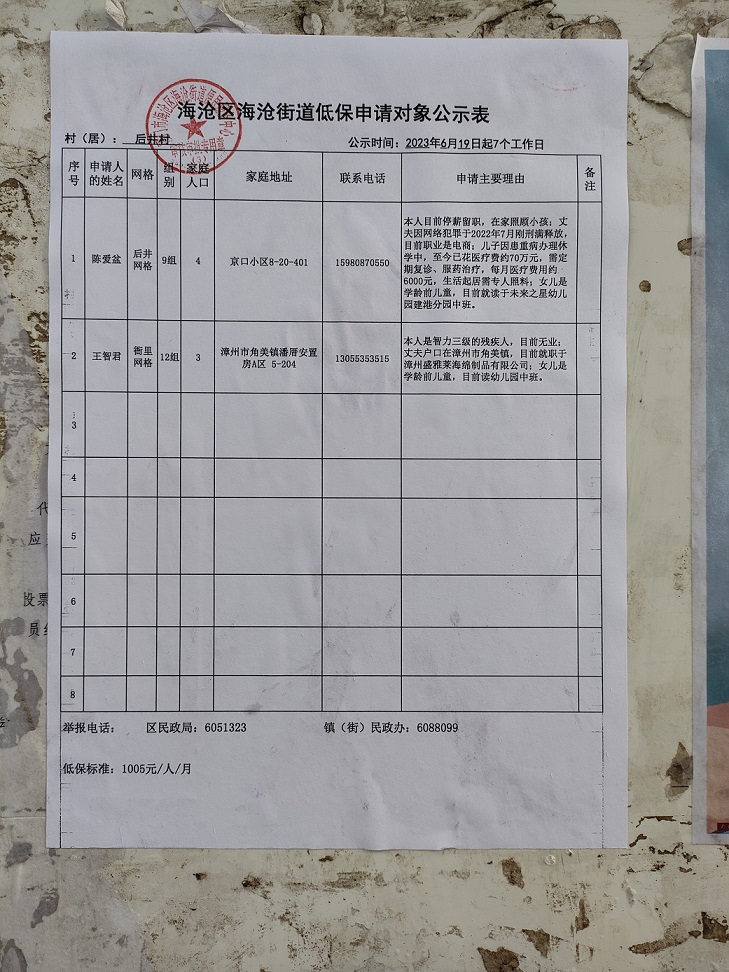 海沧区海沧街道低保申请对象公示表
村（居）： 后井村
公示时间：2023年6月19日起7个工作日
序号 申请人的姓名 网格 组别 家庭人口 家庭地址 联系电话 申请主要理由 备注
1 陈爱盆 后井网格 9组 4 京口小区8-20-401 15980870550
本人目前停薪留职，在家照顾小孩；丈
夫因网络犯罪于2022年7月刚刑满释放，
目前职业是电商；儿子因患重病办理休
学中，至今已花医疗费约70万元，需定
期复诊、服药治疗，每月医疗费用约
6000元，生活起居需专人照料；女儿是
学龄前儿童，目前就读于未来之星幼儿
园建港分园中班。
2 王智君 衙里网格 12组 3 漳州市角美镇潘厝安置
房A区 5-204
13055353515
本人是智力三级的残疾人，目前无业；
丈夫户口在漳州市角美镇，目前就职于
漳州盛雅莱海绵制品有限公司；女儿是
学龄前儿童，目前读幼儿园中班。
3
4
5
6
7
8
举报电话： 区民政局：6051323 镇（街）民政办：6088099
低保标准：1005元/人/月
代
应
投票
员